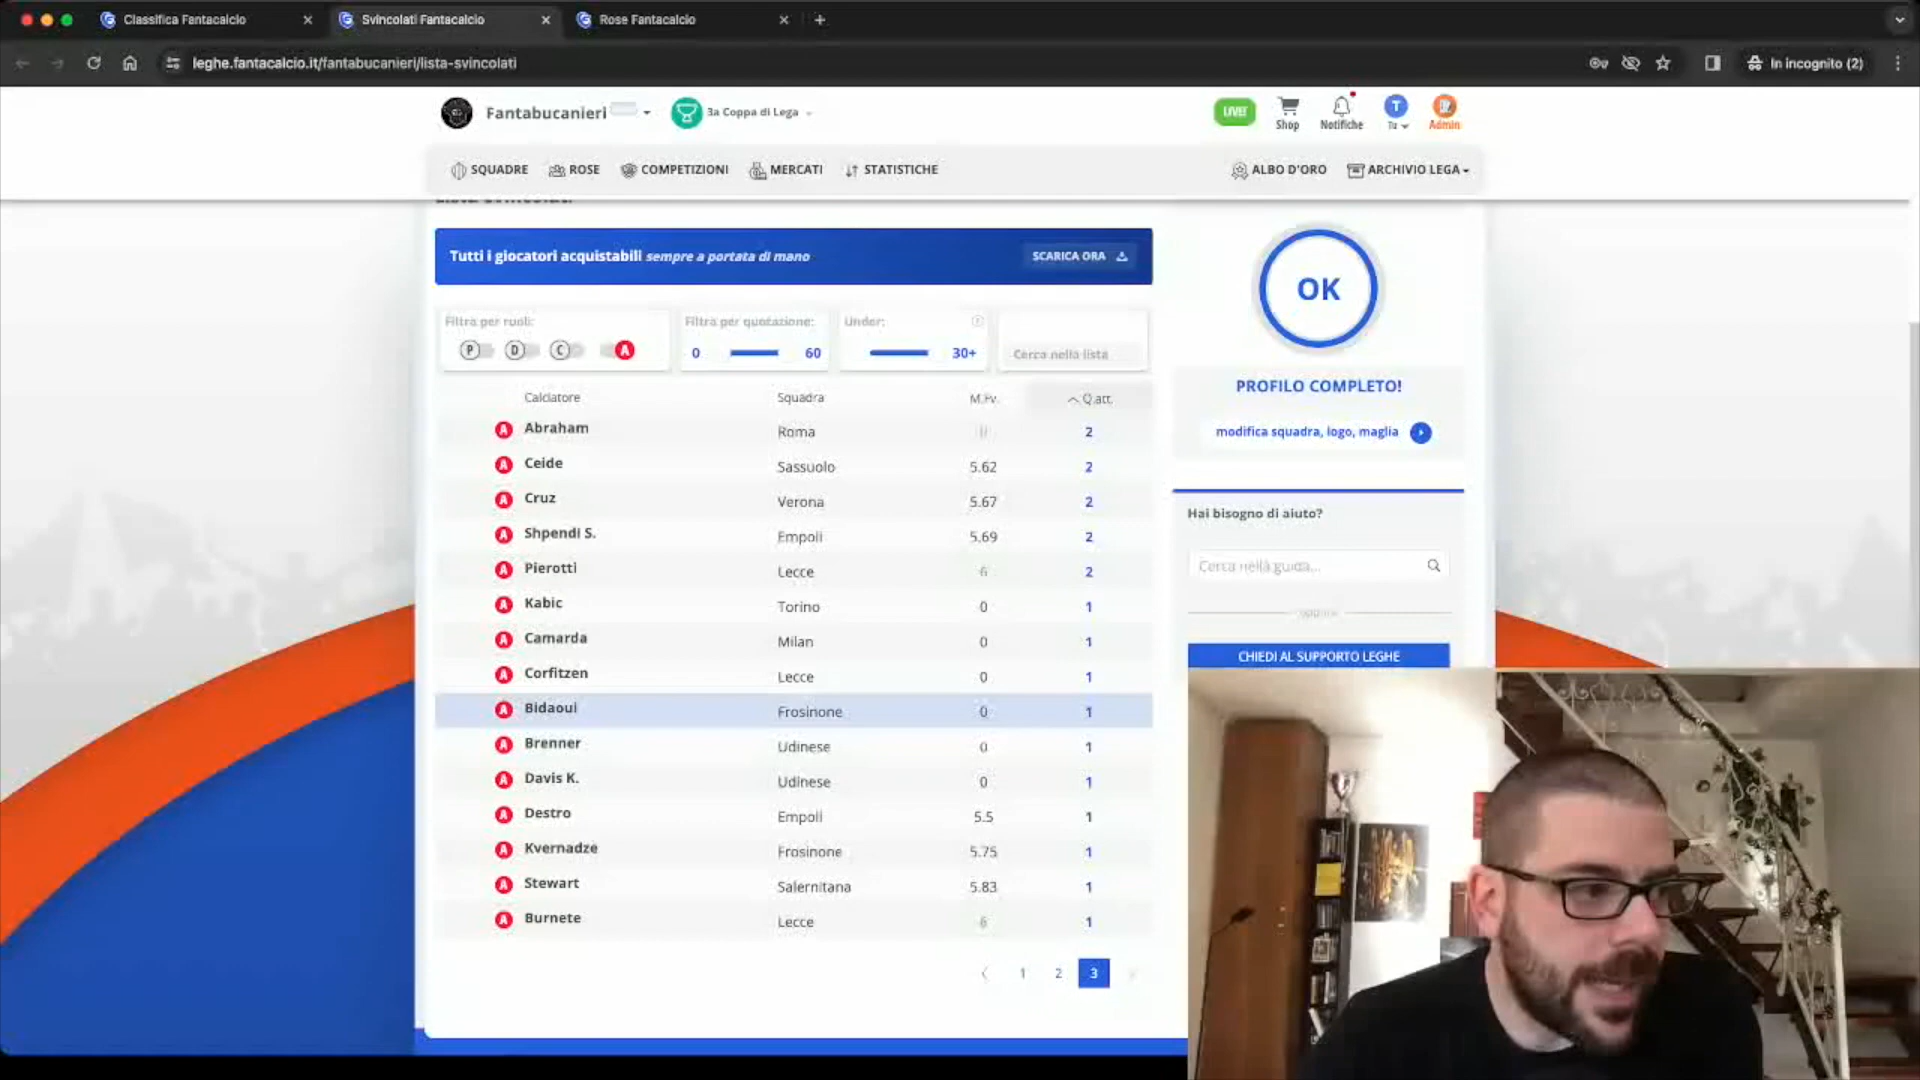 Classifica Fantacalcio
Svincolati Fantacalcio
Rose Fantacalcio
leghe.fantacalcio.it/fantabucanieri/lista-svincolati
In incognito (2)
Fantabucanieri
3a Coppa di Lega
LIVE!
Shop
Notifiche
T
Tu
Admin
SQUADRE
ROSE
COMPETIZIONI
MERCATI
STATISTICHE
ALBO D'ORO
ARCHIVIO LEGA
Lista svincolati
Tutti i giocatori acquistabili sempre a portata di mano
SCARICA ORA
Filtra per ruoli:
P D C A
Filtra per quotazione:
0 60
Under:
30+
Cerca nella lista
Calciatore Squadra M.Fv. Q.att.
A Abraham Roma 2
A Ceide Sassuolo 5.62 2
A Cruz Verona 5.67 2
A Shpendi S. Empoli 5.69 2
A Pierotti Lecce 6 2
A Kabic Torino 0 1
A Camarda Milan 0 1
A Corfitzen Lecce 0 1
A Bidaoui Frosinone 0 1
A Brenner Udinese 0 1
A Davis K. Udinese 0 1
A Destro Empoli 5.5 1
A Kvernadze Frosinone 5.75 1
A Stewart Salernitana 5.83 1
A Burnete Lecce 6 1
1 2 3
OK
PROFILO COMPLETO!
modifica squadra, logo, maglia
Hai bisogno di aiuto?
Cerca nella guida...
oppure
CHIEDI AL SUPPORTO LEGHE